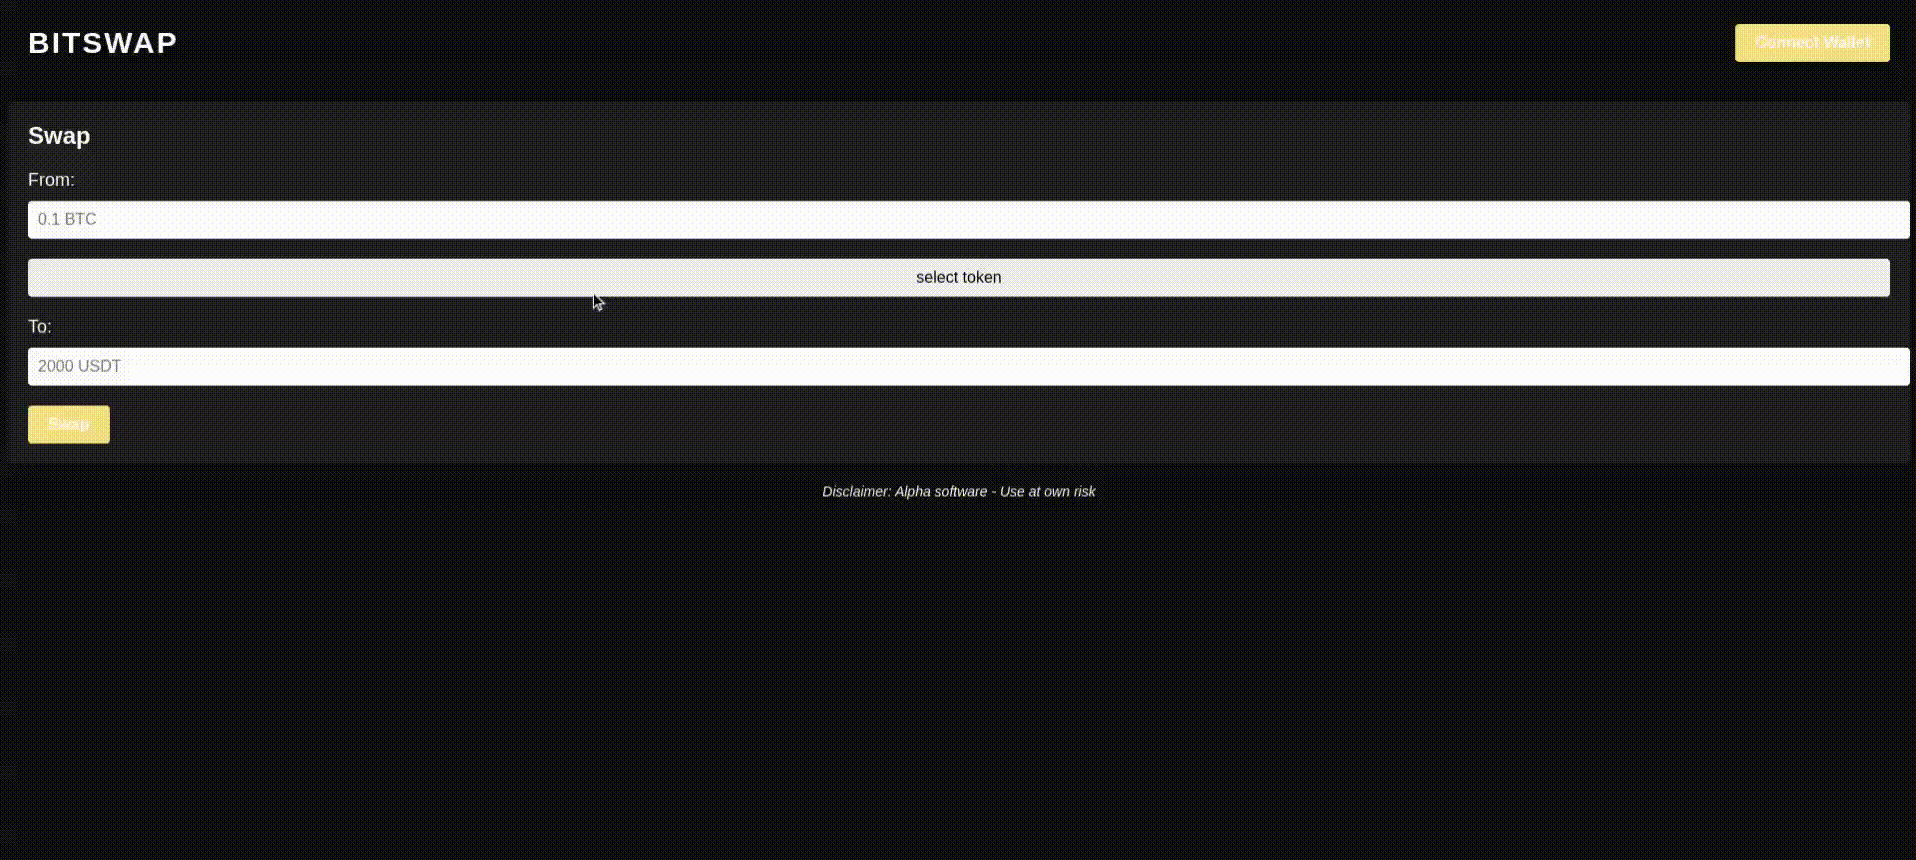 BITSWAP
Connect Wallet
Swap
From:
0.1 BTC
select token
To:
2000 USDT
Swap
Disclaimer: Alpha software - Use at own risk